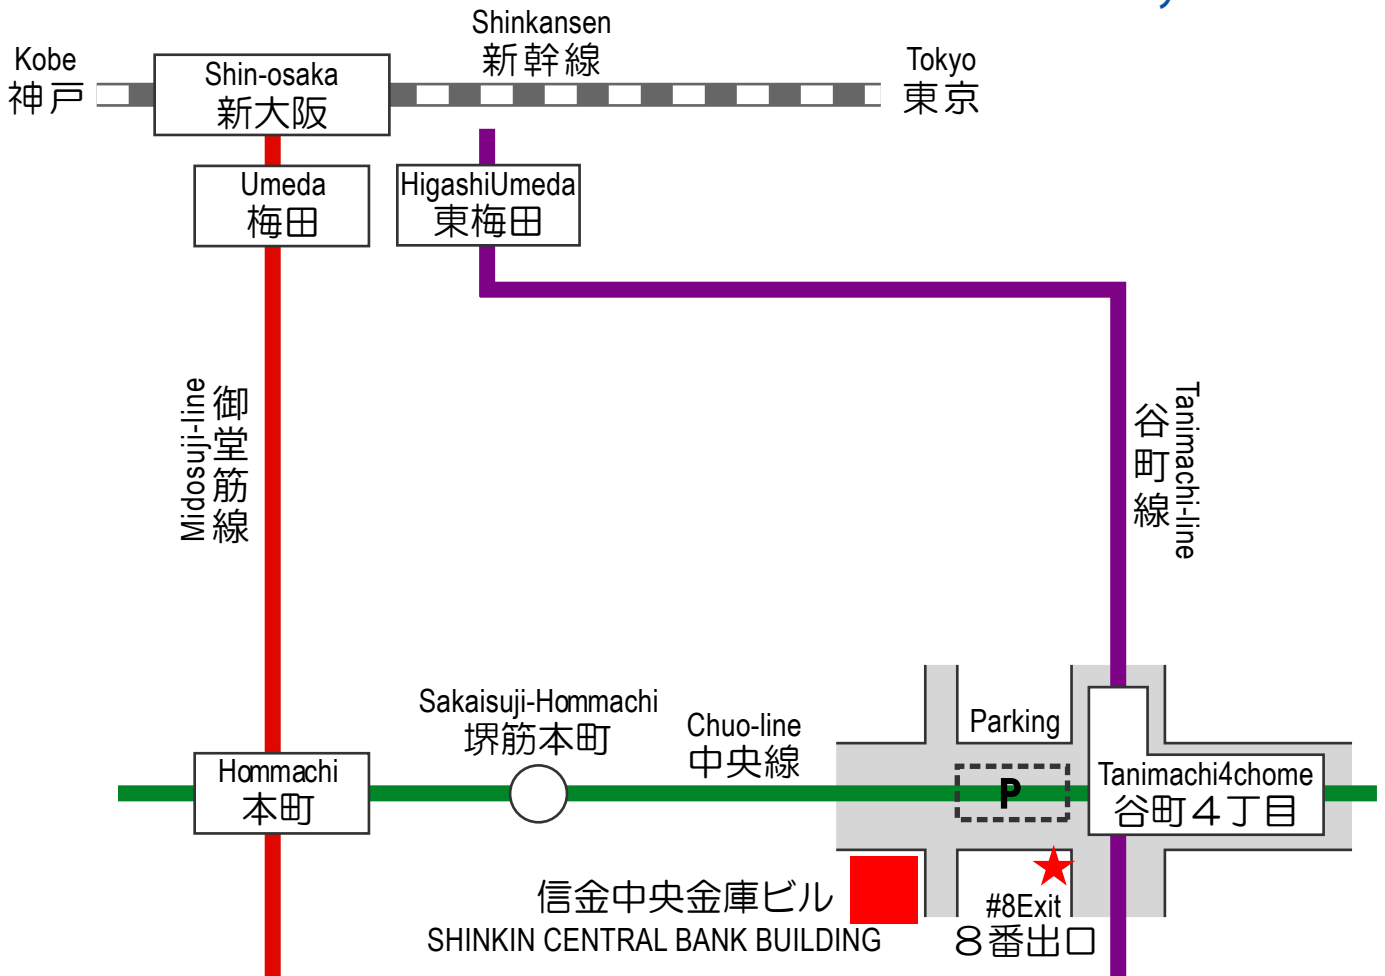 Shinkansen
新幹線
Kobe
神戸
Shin-osaka
新大阪
Tokyo
東京
Umeda
梅田
HigashiUmeda
東梅田
Midosuji-line
御堂筋線
谷町線
Tanimachi-line
Sakaisuji-Hommachi
堺筋本町
Chuo-line
中央線
Parking
Hommachi
本町
P
Tanimachi4chome
谷町4丁目
信金中央金庫ビル
SHINKIN CENTRAL BANK BUILDING
#8Exit
8番出口